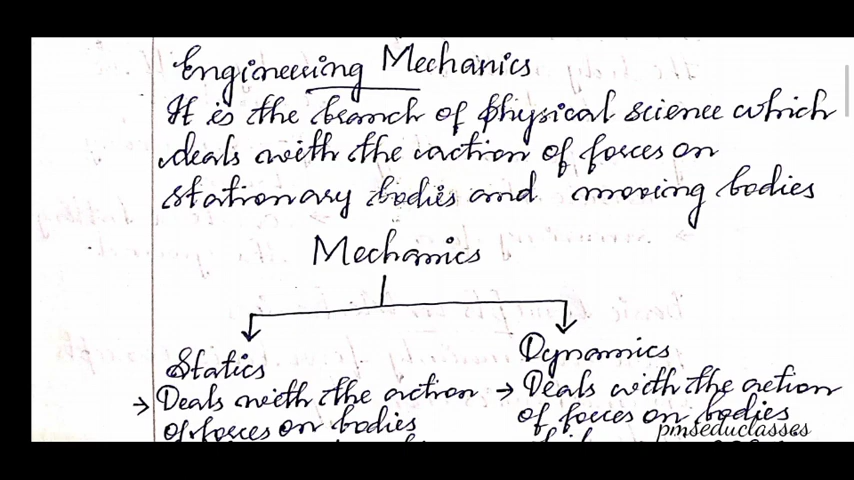 Engineering Mechanics
It is the branch of physical science which
deals with the action of forces on
stationary bodies and moving bodies
Mechanics
Statics
→ Deals with the action
of forces on bodies
Dynamics
→ Deals with the action
of forces on bodies
pmseduclasses